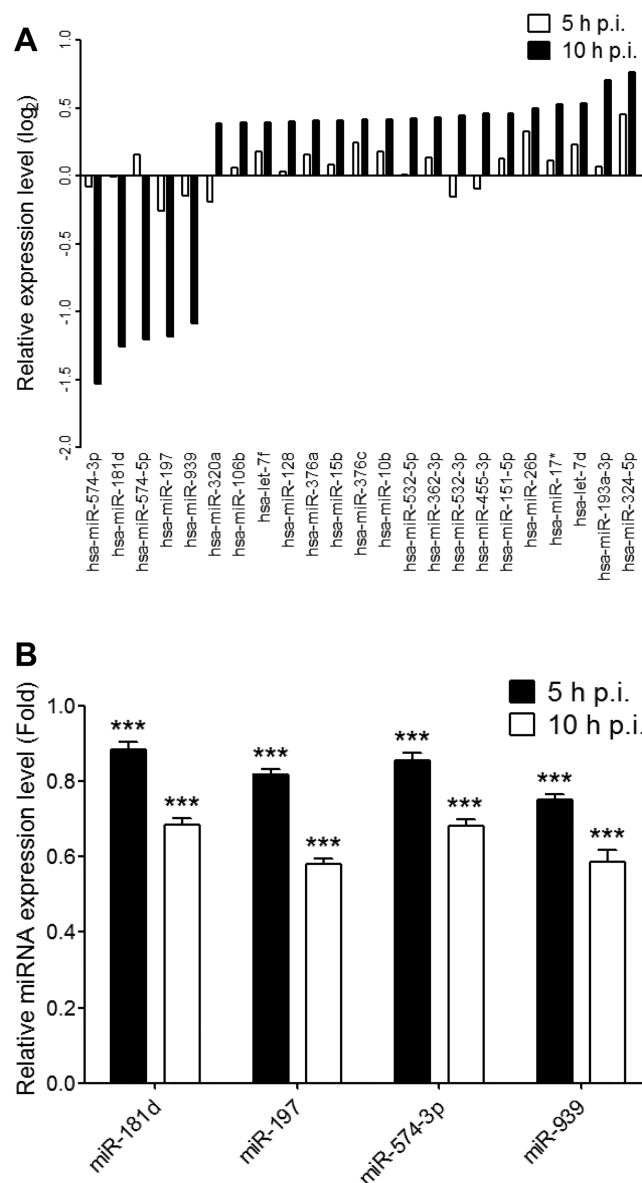 A
5 h p.i.
10 h p.i.
Relative expression level (log2)
1.0
0.5
0.0
-0.5
-1.0
-1.5
-2.0
hsa-miR-574-3p
hsa-miR-181d
hsa-miR-574-5p
hsa-miR-197
hsa-miR-939
hsa-miR-320a
hsa-miR-106b
hsa-let-7f
hsa-miR-128
hsa-miR-376a
hsa-miR-15b
hsa-miR-376c
hsa-miR-10b
hsa-miR-532-5p
hsa-miR-362-3p
hsa-miR-532-3p
hsa-miR-455-3p
hsa-miR-151-5p
hsa-miR-26b
hsa-miR-17*
hsa-let-7d
hsa-miR-193a-3p
hsa-miR-324-5p
B
5 h p.i.
10 h p.i.
Relative miRNA expression level (Fold)
1.0
0.8
0.6
0.4
0.2
0.0
***
***
***
***
***
***
***
***
miR-181d
miR-197
miR-574-3p
miR-939